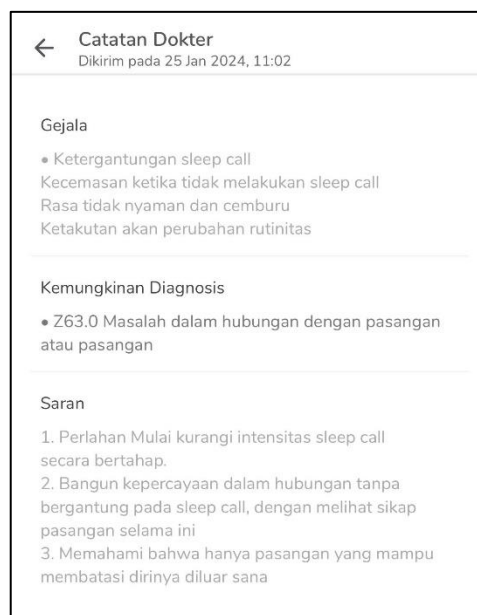 Catatan Dokter
Dikirim pada 25 Jan 2024, 11:02
Gejala
• Ketergantungan sleep call
Kecemasan ketika tidak melakukan sleep call
Rasa tidak nyaman dan cemburu
Ketakutan akan perubahan rutinitas
Kemungkinan Diagnosis
• Z63.0 Masalah dalam hubungan dengan pasangan
atau pasangan
Saran
1. Perlahan Mulai kurangi intensitas sleep call
secara bertahap.
2. Bangun kepercayaan dalam hubungan tanpa
bergantung pada sleep call, dengan melihat sikap
pasangan selama ini
3. Memahami bahwa hanya pasangan yang mampu
membatasi dirinya diluar sana